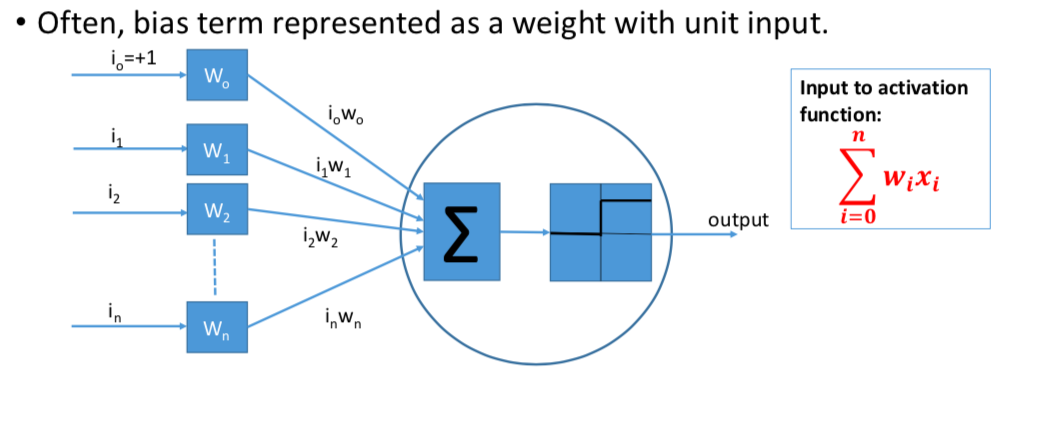 • Often, bias term represented as a weight with unit input.
i₀=+1
W₀
i₀w₀
i₁
W₁
i₁w₁
i₂
W₂
i₂w₂
iₙ
Wₙ
iₙwₙ
Σ
output
Input to activation
function:
n
∑ wᵢxᵢ
i=0